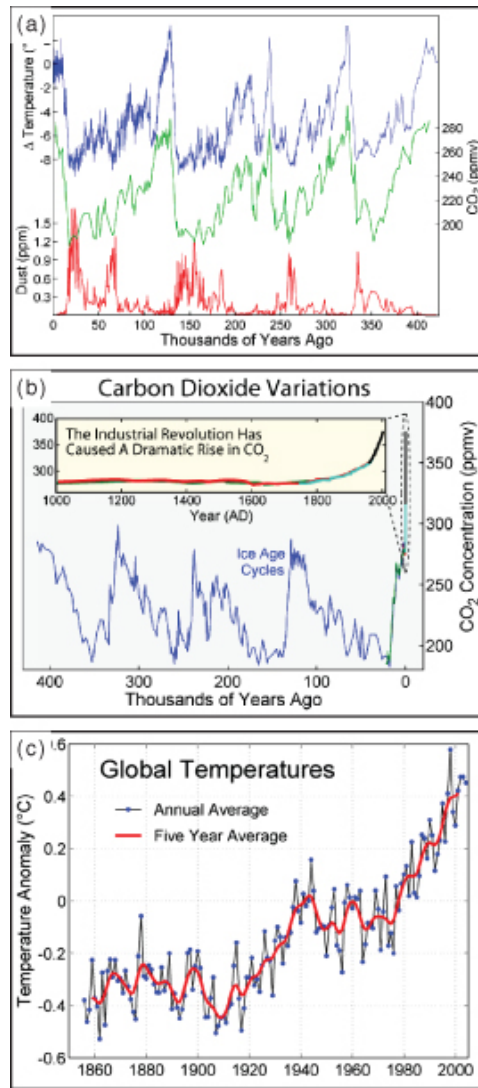 (a)
Δ Temperature (°
0
-2
-4
-6
-8
280
260
240
220
200
CO2 (ppmv)
1.5
1.2
0.9
0.6
0.3
Dust (ppm)
0 50 100 150 200 250 300 350 400
Thousands of Years Ago
(b)
Carbon Dioxide Variations
400
350
300
The Industrial Revolution Has
Caused A Dramatic Rise in CO2
1000 1200 1400 1600 1800 2000
Year (AD)
Ice Age
Cycles
400
350
300
250
200
CO2 Concentration (ppmv)
400 300 200 100 0
Thousands of Years Ago
(c)
Global Temperatures
Annual Average
Five Year Average
.6
0.4
0.2
0
-0.2
-0.4
-0.6
Temperature Anomaly (°C)
1860 1880 1900 1920 1940 1960 1980 2000